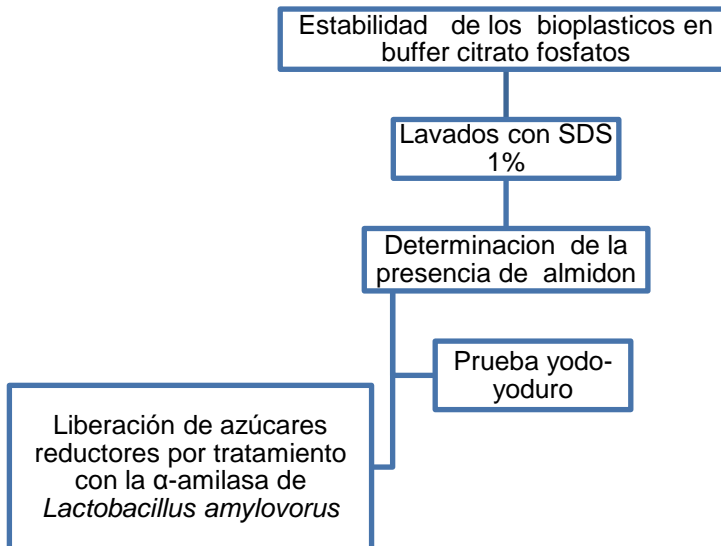 Estabilidad de los bioplasticos en
buffer citrato fosfatos
Lavados con SDS
1%
Determinacion de la
presencia de almidon
Prueba yodo-
yoduro
Liberación de azúcares
reductores por tratamiento
con la α-amilasa de
Lactobacillus amylovorus